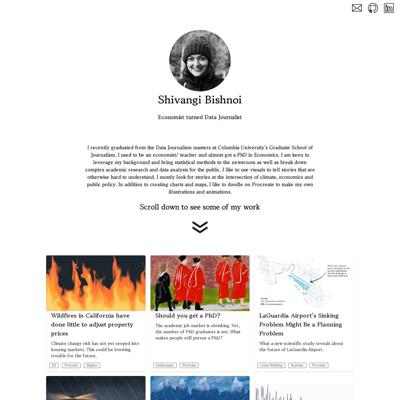 Shivangi Bishnoi
Economist turned Data Journalist
I recently graduated from the Data Journalism masters at Columbia University's Graduate School of
Journalism. I used to be an economist/ teacher and almost got a PhD in Economics. I am keen to
leverage my background and bring statistical methods to the newsroom as well as break down
complex academic research and data analysis for the public. I like to use visuals to tell stories that are
otherwise hard to understand. I mostly look for stories at the intersection of climate, economics and
public policy. In addition to creating charts and maps, I like to doodle on Procreate to make my own
illustrations and animations.
Scroll down to see some of my work
Wildfires in California have
done little to adjust property
prices
Climate change risk has not yet seeped into
housing markets. This could be brewing
trouble for the future.
Procreate
Should you get a PhD?
The academic job market is shrinking. Yet,
the number of PhD graduates is not. What
makes people still pursue a PhD?
Procreate
LaGuardia Airport's Sinking
Problem Might Be a Planning
Problem
What a new scientific study reveals about
the future of LaGuardia Airport.
Procreate